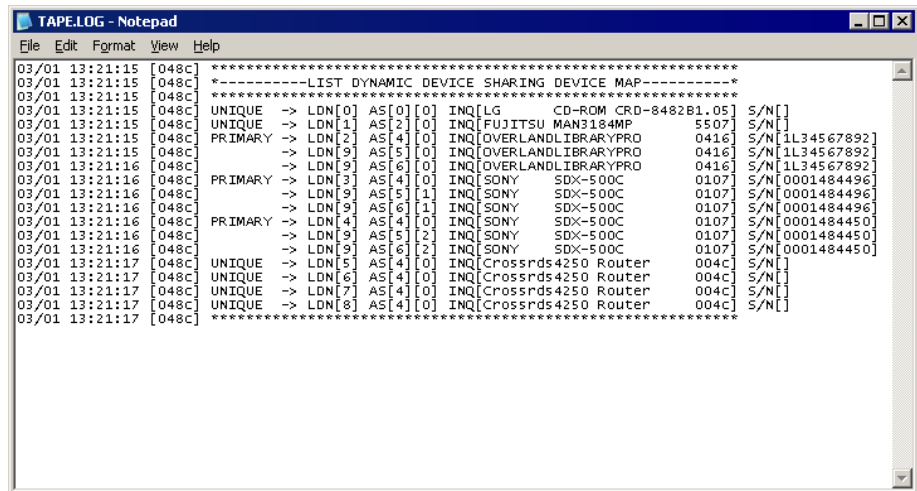 TAPE.LOG - Notepad
File Edit Format View Help
03/01 13:21:15 [048c] ************************************************************
03/01 13:21:15 [048c] *----------LIST DYNAMIC DEVICE SHARING DEVICE MAP----------*
03/01 13:21:15 [048c] ************************************************************
03/01 13:21:15 [048c] UNIQUE -> LDN[0] AS[0][0] INQ[LG CD-ROM CRD-8482B1.05] S/N[]
03/01 13:21:15 [048c] UNIQUE -> LDN[1] AS[2][0] INQ[FUJITSU MAN3184MP 5507] S/N[]
03/01 13:21:15 [048c] PRIMARY -> LDN[2] AS[4][0] INQ[OVERLANDLIBRARYPRO 0416] S/N[1L34567892]
03/01 13:21:15 [048c] -> LDN[9] AS[5][0] INQ[OVERLANDLIBRARYPRO 0416] S/N[1L34567892]
03/01 13:21:16 [048c] -> LDN[9] AS[6][0] INQ[OVERLANDLIBRARYPRO 0416] S/N[1L34567892]
03/01 13:21:16 [048c] PRIMARY -> LDN[3] AS[4][0] INQ[SONY SDX-500C 0107] S/N[0001484496]
03/01 13:21:16 [048c] -> LDN[9] AS[5][1] INQ[SONY SDX-500C 0107] S/N[0001484496]
03/01 13:21:16 [048c] -> LDN[9] AS[6][1] INQ[SONY SDX-500C 0107] S/N[0001484496]
03/01 13:21:16 [048c] PRIMARY -> LDN[4] AS[4][0] INQ[SONY SDX-500C 0107] S/N[0001484450]
03/01 13:21:16 [048c] -> LDN[9] AS[5][2] INQ[SONY SDX-500C 0107] S/N[0001484450]
03/01 13:21:16 [048c] -> LDN[9] AS[6][2] INQ[SONY SDX-500C 0107] S/N[0001484450]
03/01 13:21:17 [048c] UNIQUE -> LDN[5] AS[4][0] INQ[Crossrds4250 Router 004c] S/N[]
03/01 13:21:17 [048c] UNIQUE -> LDN[6] AS[4][0] INQ[Crossrds4250 Router 004c] S/N[]
03/01 13:21:17 [048c] UNIQUE -> LDN[7] AS[4][0] INQ[Crossrds4250 Router 004c] S/N[]
03/01 13:21:17 [048c] UNIQUE -> LDN[8] AS[4][0] INQ[Crossrds4250 Router 004c] S/N[]
03/01 13:21:17 [048c] ************************************************************